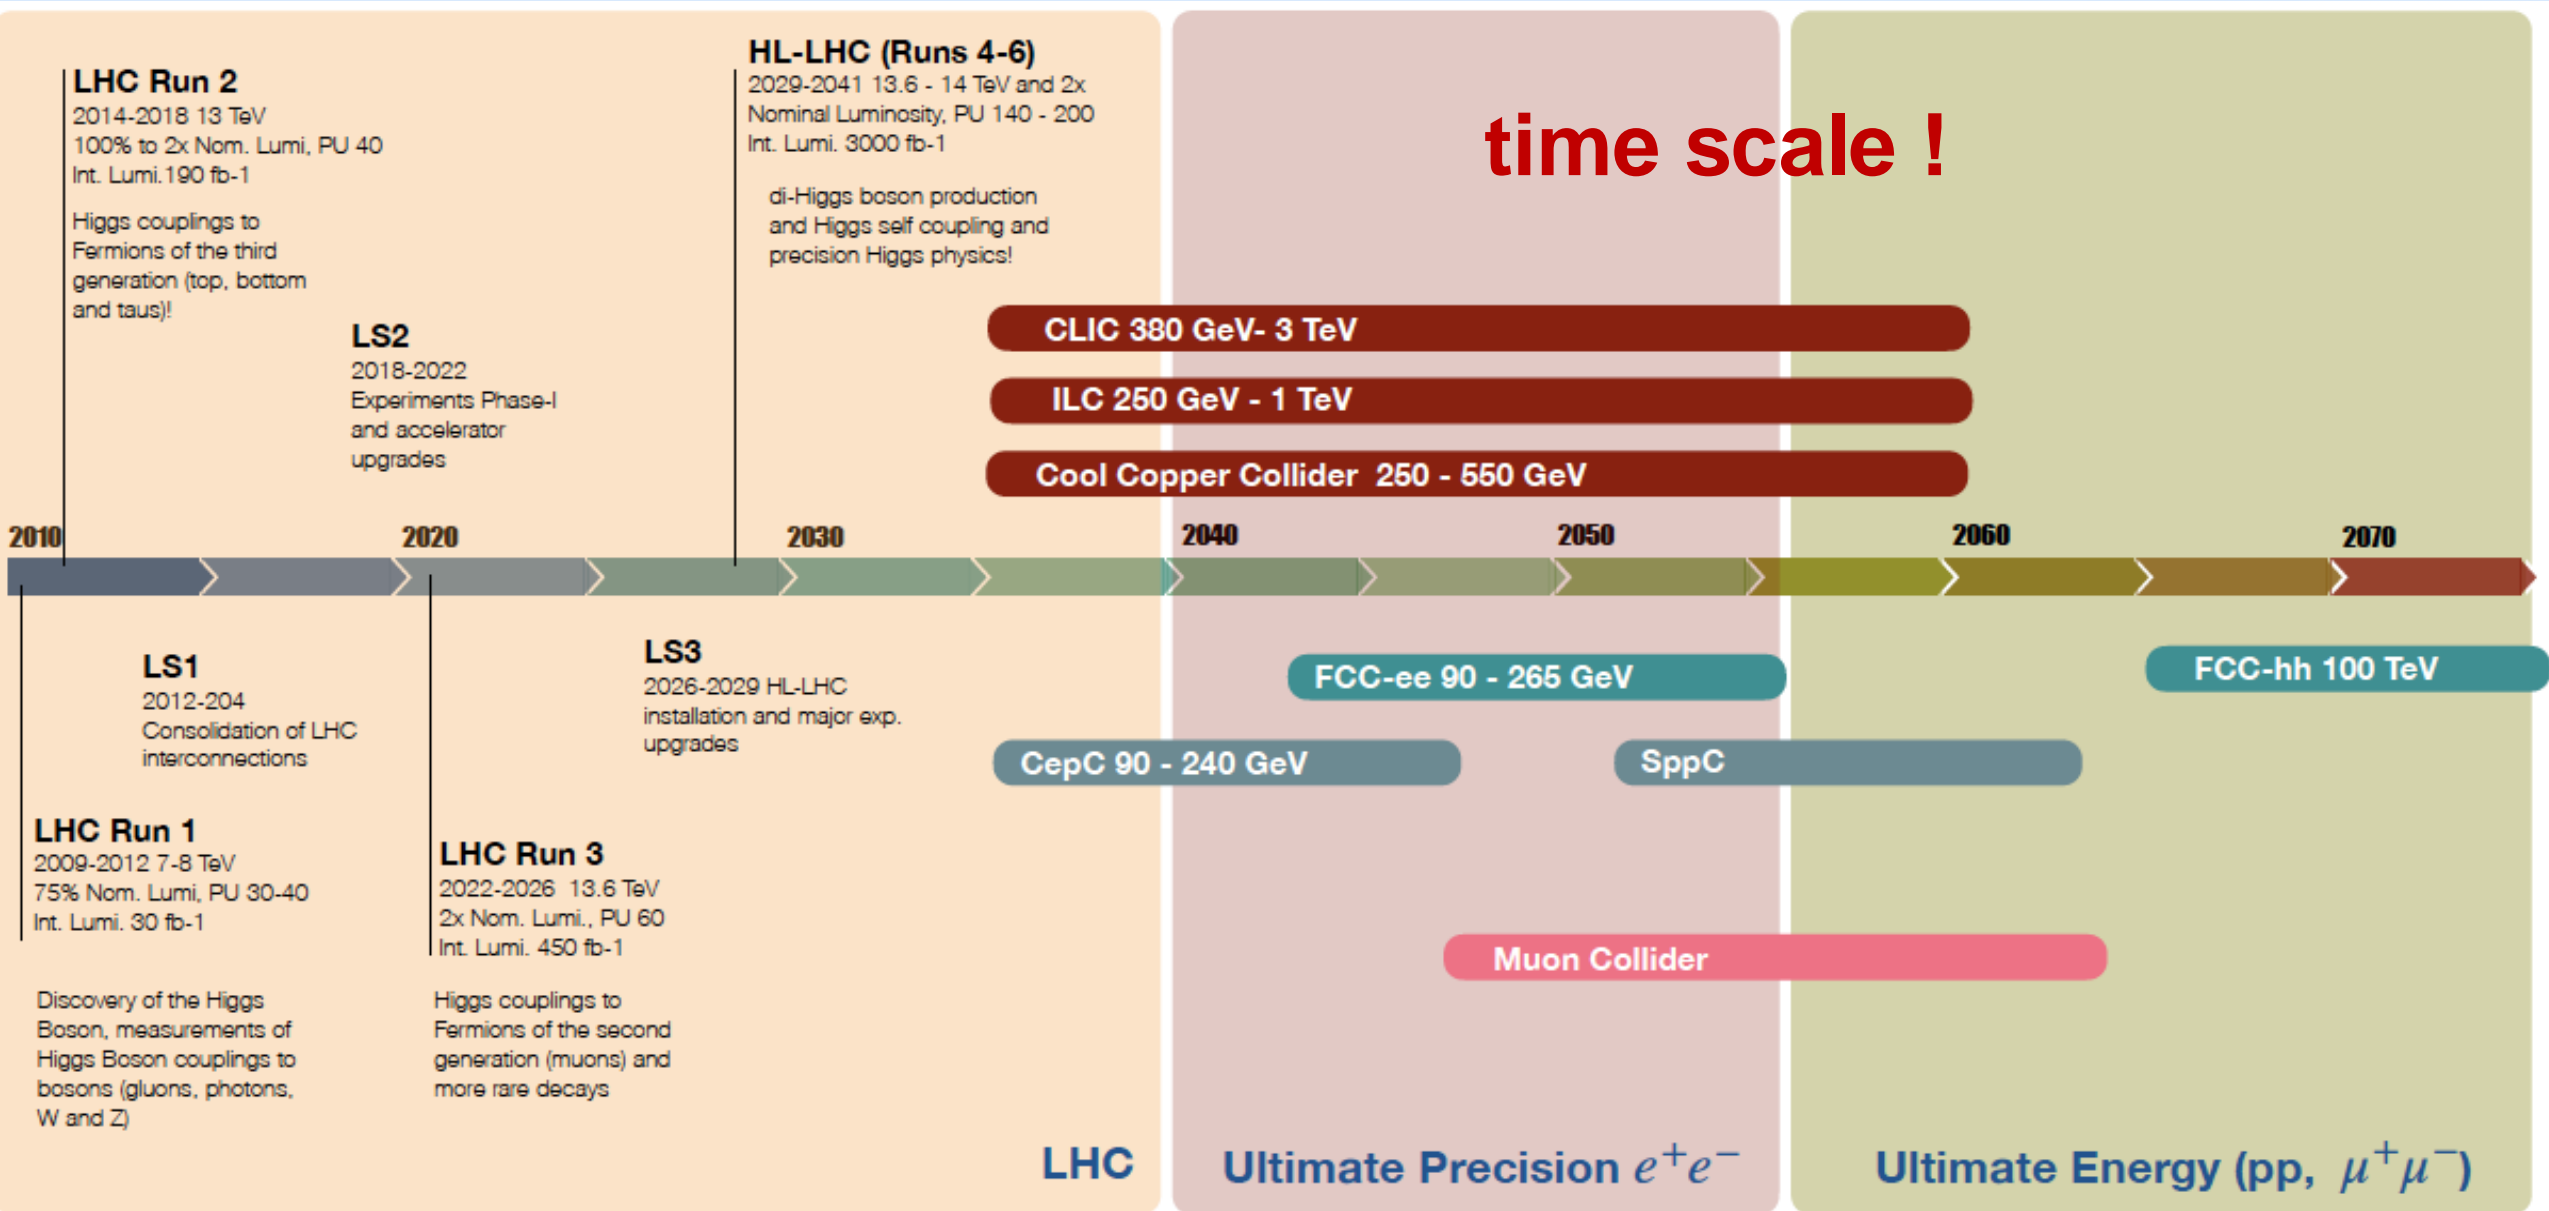 LHC Run 2
2014-2018 13 TeV
100% to 2x Nom. Lumi, PU 40
Int. Lumi.190 fb-1
Higgs couplings to
Fermions of the third
generation (top, bottom
and taus)!
HL-LHC (Runs 4-6)
2029-2041 13.6 - 14 TeV and 2x
Nominal Luminosity, PU 140 - 200
Int. Lumi. 3000 fb-1
di-Higgs boson production
and Higgs self coupling and
precision Higgs physics!
time scale !
LS2
2018-2022
Experiments Phase-I
and accelerator
upgrades
CLIC 380 GeV- 3 TeV
ILC 250 GeV - 1 TeV
Cool Copper Collider 250 - 550 GeV
2010 2020 2030 2040 2050 2060 2070
LS1
2012-204
Consolidation of LHC
interconnections
LS3
2026-2029 HL-LHC
installation and major exp.
upgrades
FCC-ee 90 - 265 GeV
FCC-hh 100 TeV
CepC 90 - 240 GeV
SppC
LHC Run 1
2009-2012 7-8 TeV
75% Nom. Lumi, PU 30-40
Int. Lumi. 30 fb-1
Discovery of the Higgs
Boson, measurements of
Higgs Boson couplings to
bosons (gluons, photons,
W and Z)
LHC Run 3
2022-2026 13.6 TeV
2x Nom. Lumi., PU 60
Int. Lumi. 450 fb-1
Higgs couplings to
Fermions of the second
generation (muons) and
more rare decays
Muon Collider
LHC
Ultimate Precision e⁺e⁻
Ultimate Energy (pp, μ⁺μ⁻)